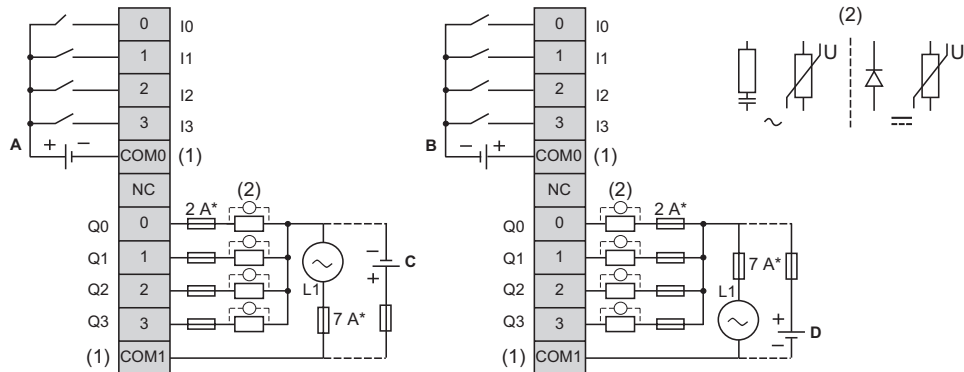 0 I0
1 I1
2 I2
3 I3
A + − COM0 (1)
NC
(2)
2 A*
Q0 0
Q1 1
Q2 2
Q3 3
L1
7 A*
− + C
(1) COM1
0 I0
1 I1
2 I2
3 I3
B − + COM0 (1)
NC
(2)
2 A*
Q0 0
Q1 1
Q2 2
Q3 3
7 A*
L1
+ − D
(1) COM1
(2)
U U